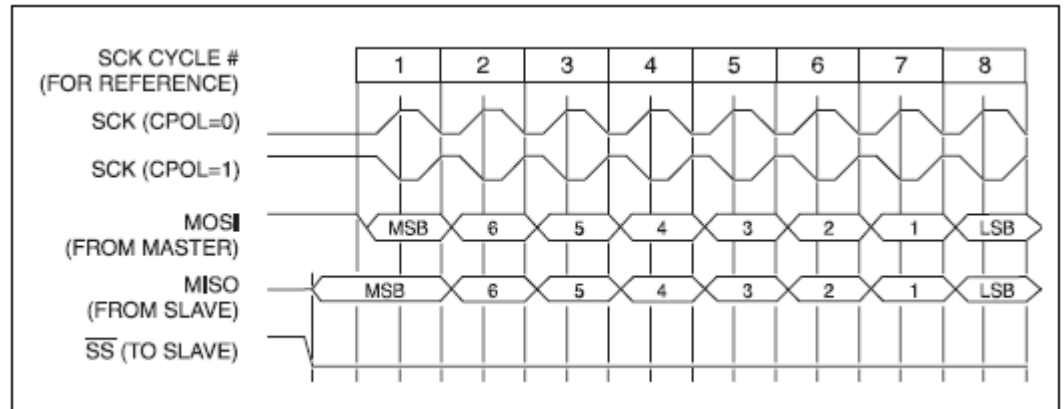 SCK CYCLE # 1 2 3 4 5 6 7 8
(FOR REFERENCE)
SCK (CPOL=0)
SCK (CPOL=1)
MOSI MSB 6 5 4 3 2 1 LSB
(FROM MASTER)
MISO MSB 6 5 4 3 2 1 LSB
(FROM SLAVE)
S̅S̅ (TO SLAVE)